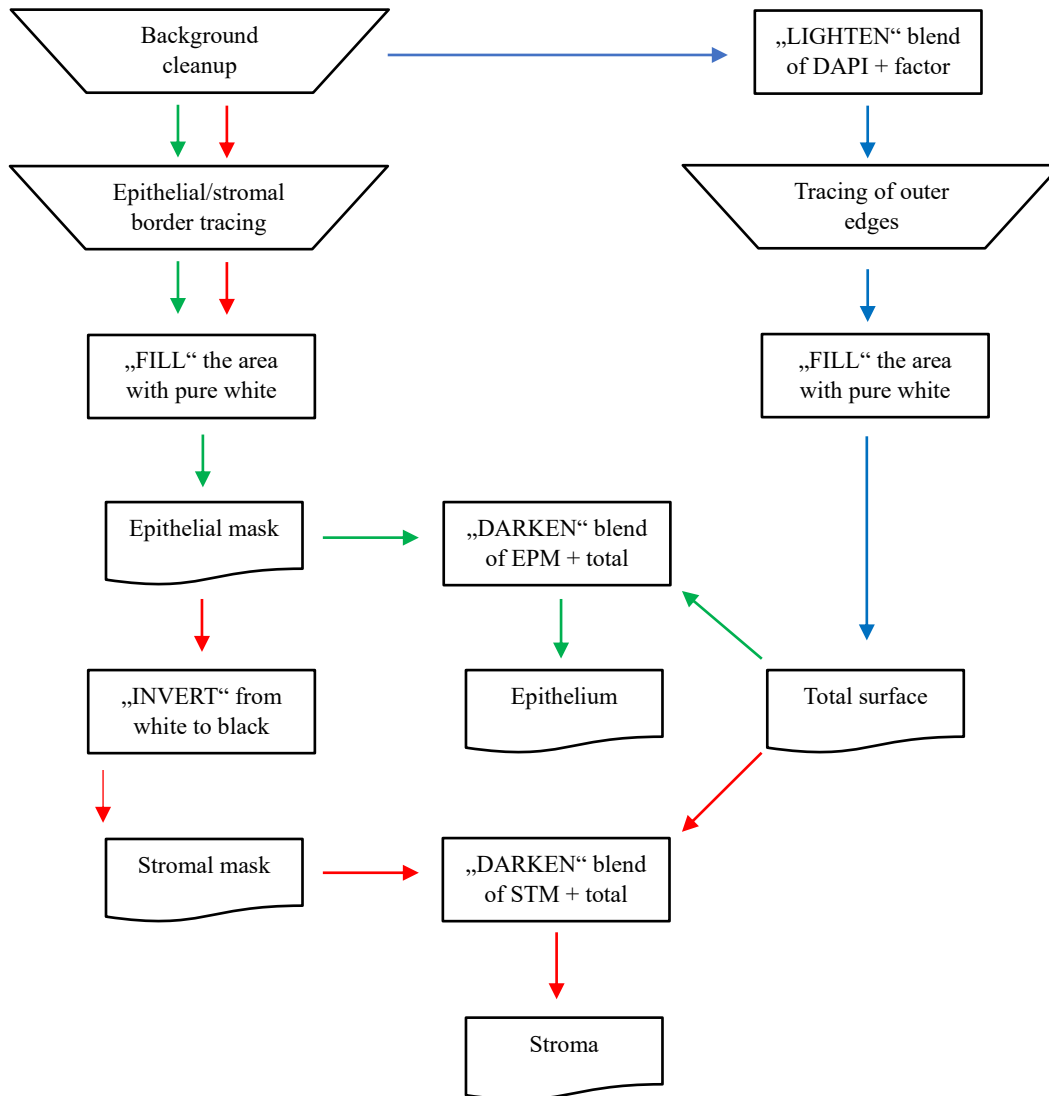 Background
cleanup
„LIGHTEN“ blend
of DAPI + factor
Epithelial/stromal
border tracing
Tracing of outer
edges
„FILL“ the area
with pure white
„FILL“ the area
with pure white
Epithelial mask
„DARKEN“ blend
of EPM + total
„INVERT“ from
white to black
Epithelium
Total surface
Stromal mask
„DARKEN“ blend
of STM + total
Stroma